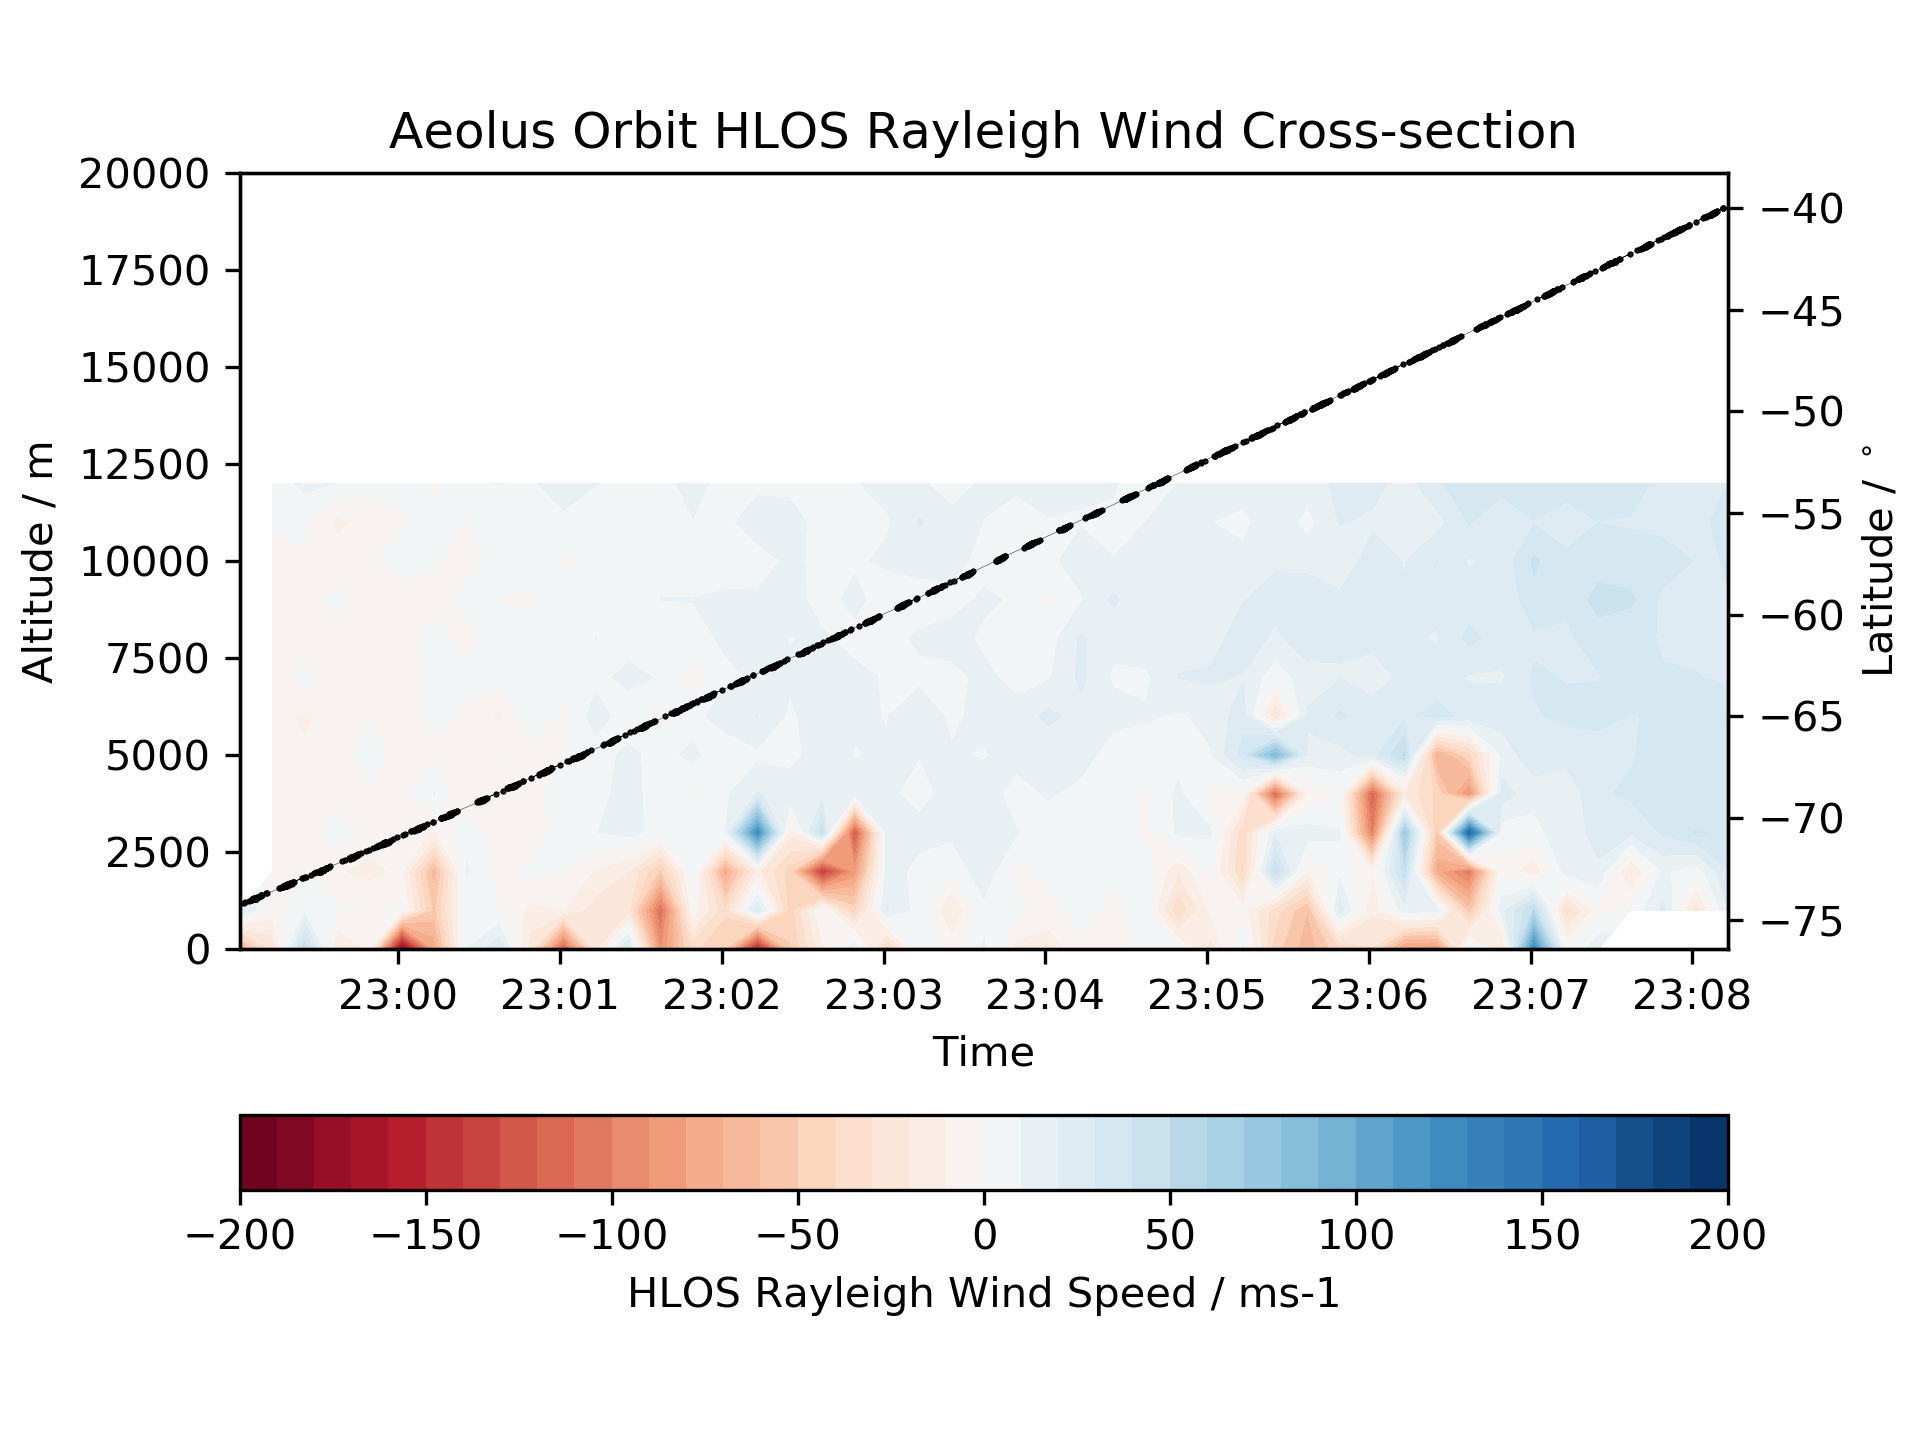 Aeolus Orbit HLOS Rayleigh Wind Cross-section
20000
17500
15000
12500
10000
7500
5000
2500
0
Altitude / m
−40
−45
−50
−55
−60
−65
−70
−75
Latitude / °
23:00 23:01 23:02 23:03 23:04 23:05 23:06 23:07 23:08
Time
−200 −150 −100 −50 0 50 100 150 200
HLOS Rayleigh Wind Speed / ms-1